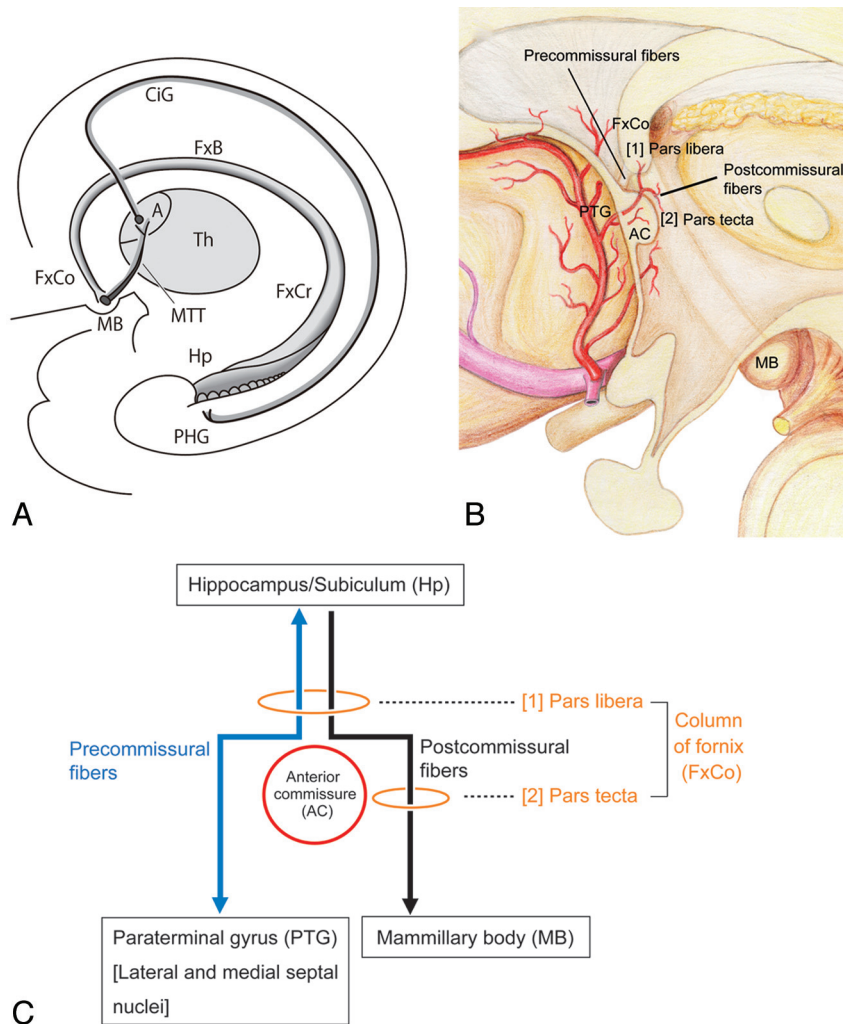 CiG
FxB
A
Th
FxCo
FxCr
MB
MTT
Hp
PHG
A
Precommissural fibers
FxCo
[1] Pars libera
Postcommissural
fibers
PTG
[2] Pars tecta
AC
MB
B
Hippocampus/Subiculum (Hp)
[1] Pars libera
Precommissural
fibers
Postcommissural
fibers
Column
of fornix
(FxCo)
Anterior
commissure
(AC)
[2] Pars tecta
Paraterminal gyrus (PTG)
[Lateral and medial septal
nuclei]
Mammillary body (MB)
C